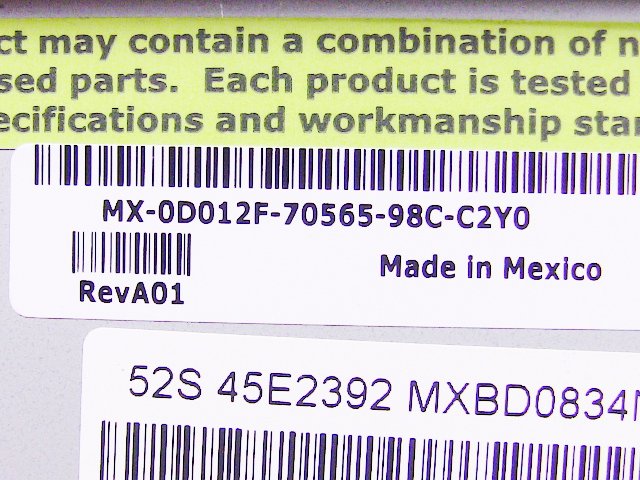 ct may contain a combination of n
sed parts. Each product is tested
ecifications and workmanship star
MX-0D012F-70565-98C-C2Y0
Made in Mexico
RevA01
52S 45E2392 MXBD0834